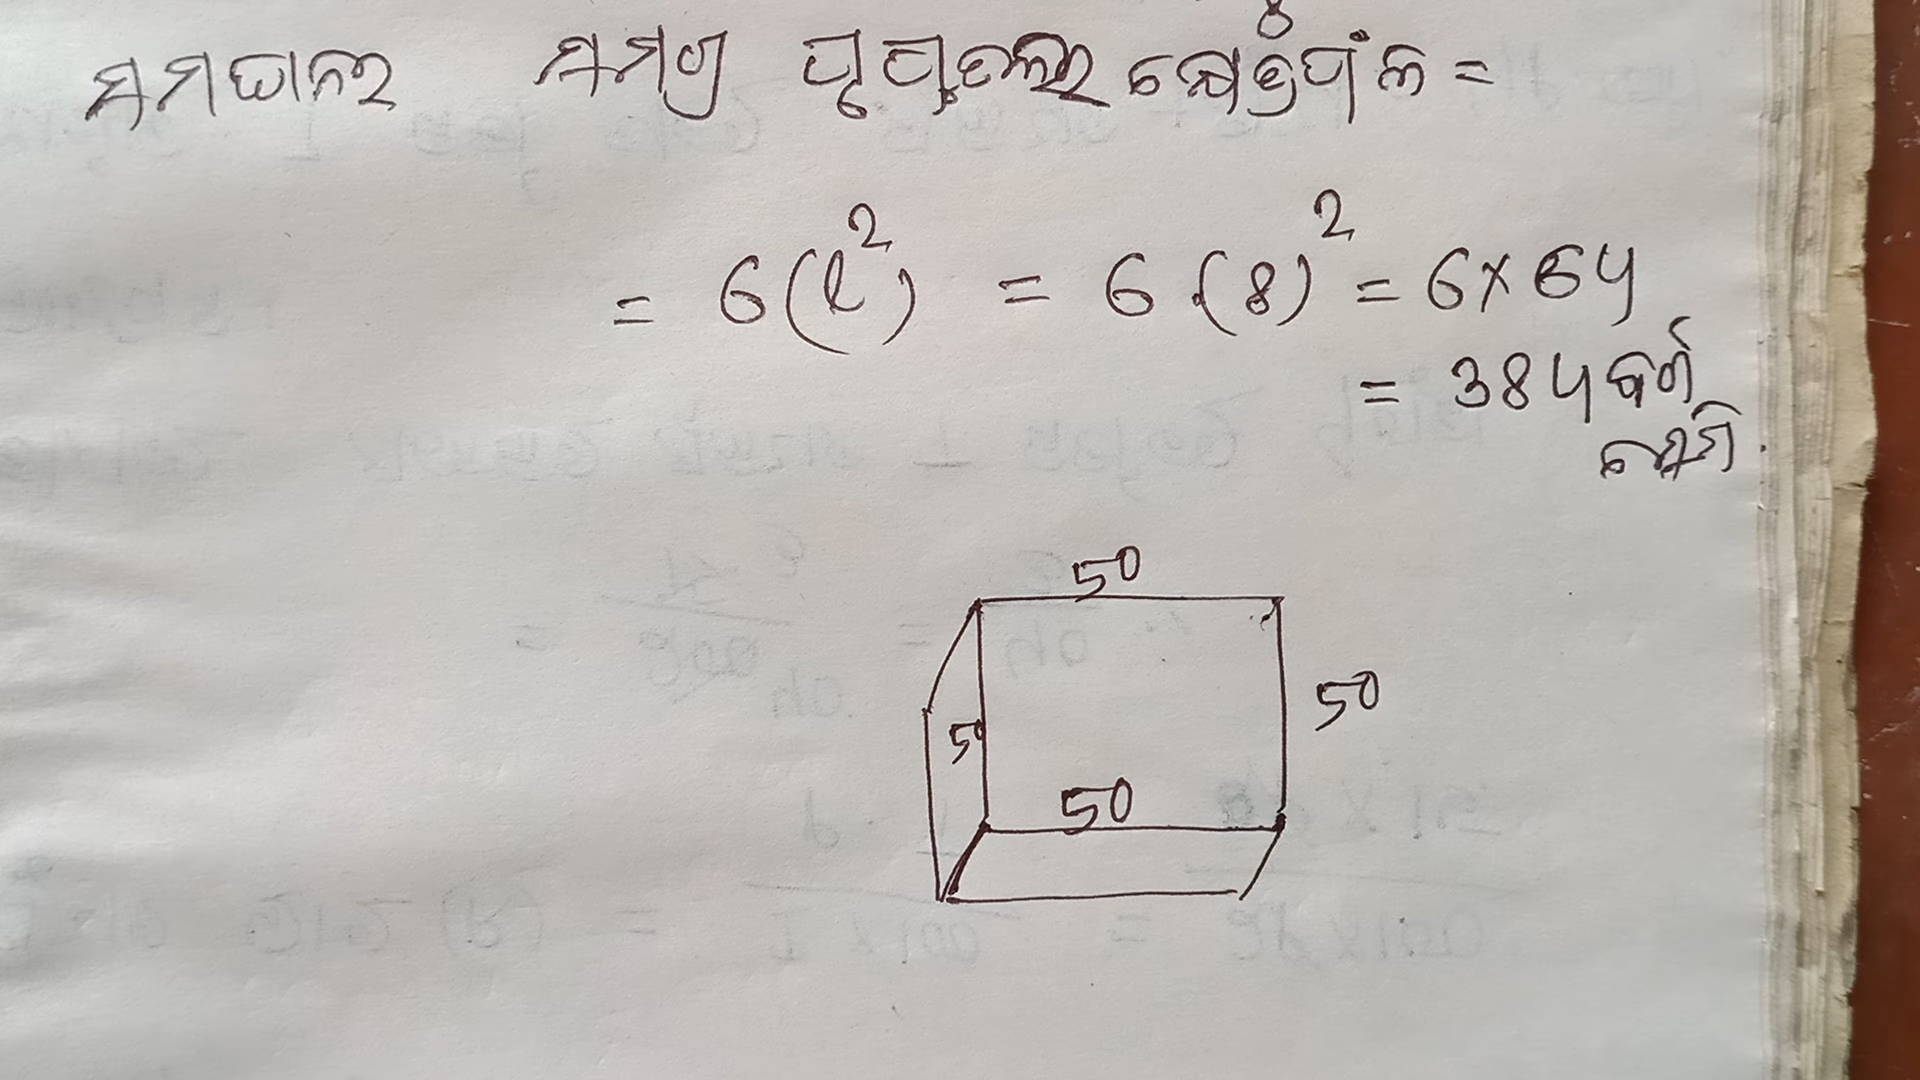 ସମଘନର ସମଗ୍ର ପୃଷ୍ଠତଳର କ୍ଷେତ୍ରଫଳ =
= 6(l²) = 6 (8)² = 6×64
= 384 ବର୍ଗ
ସେମି.
50
50
50
50